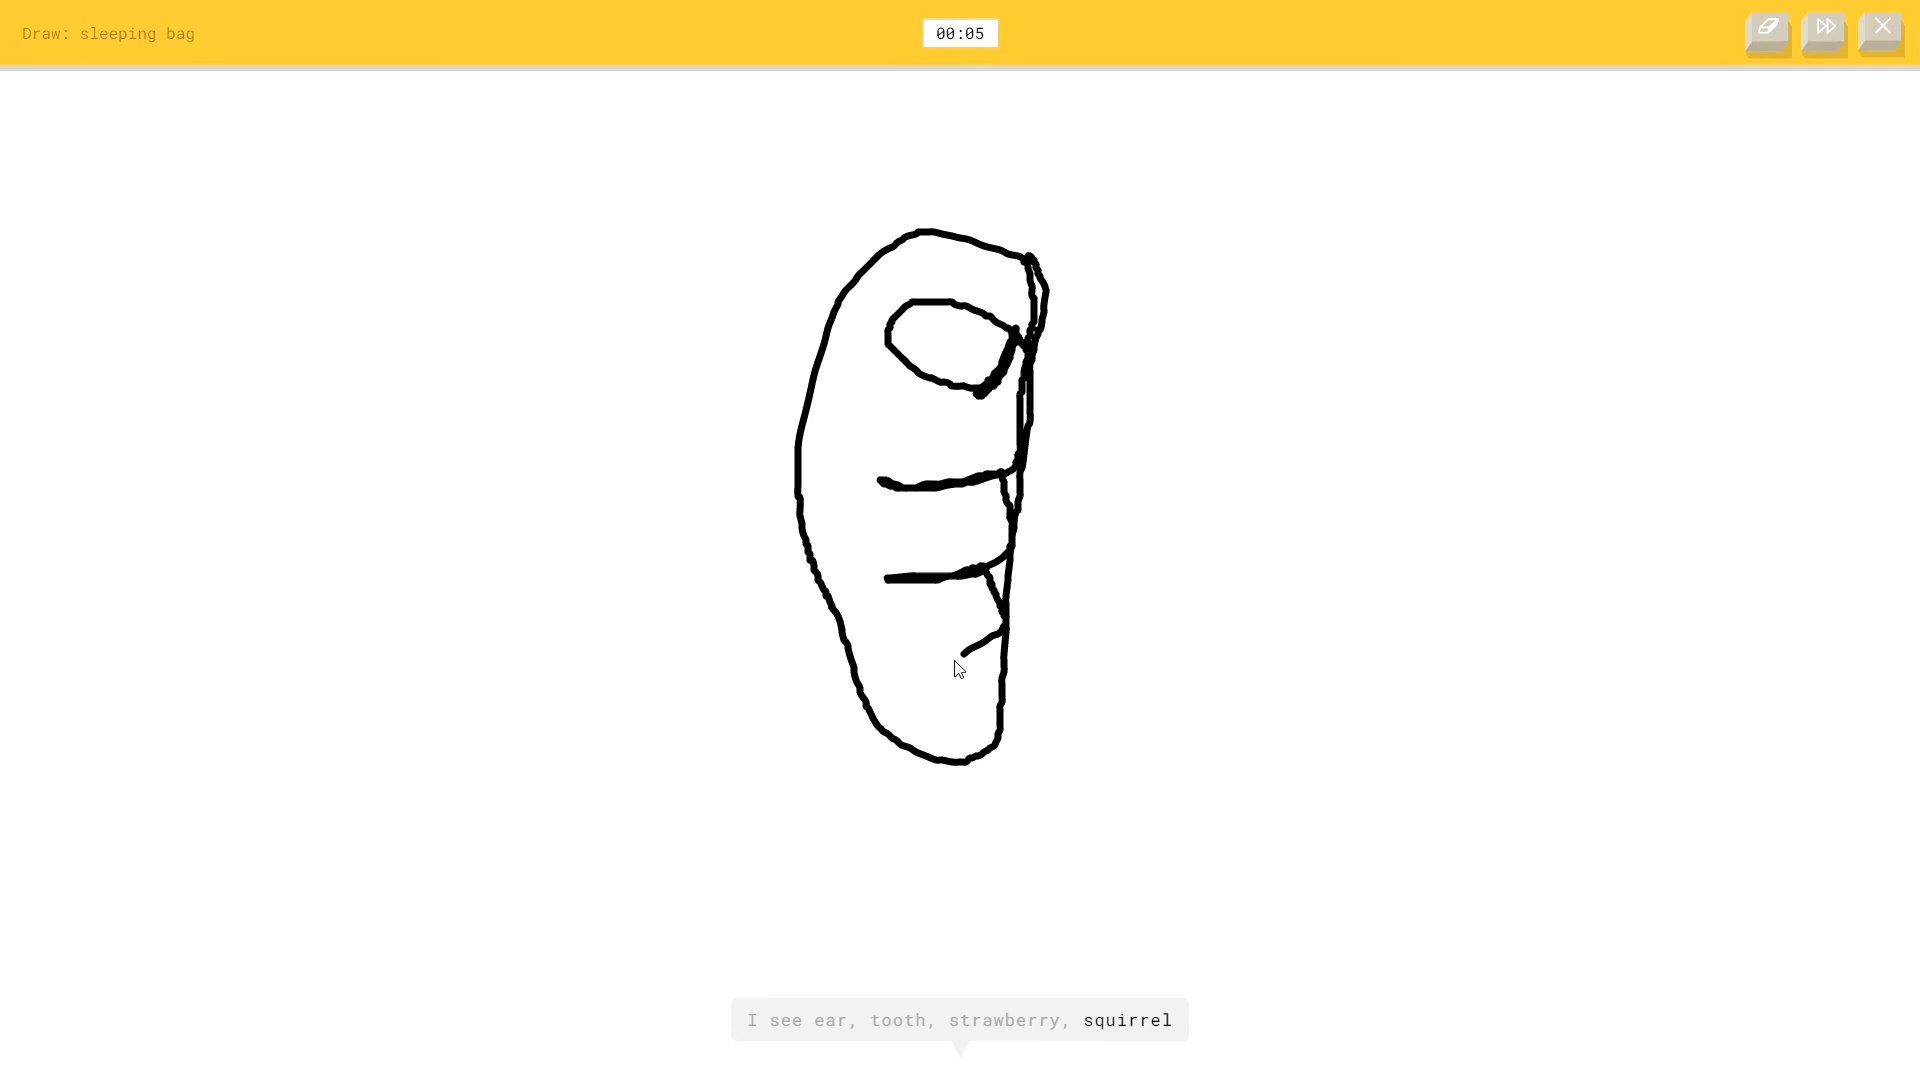 Draw: sleeping bag
00:05
I see ear, tooth, strawberry, squirrel